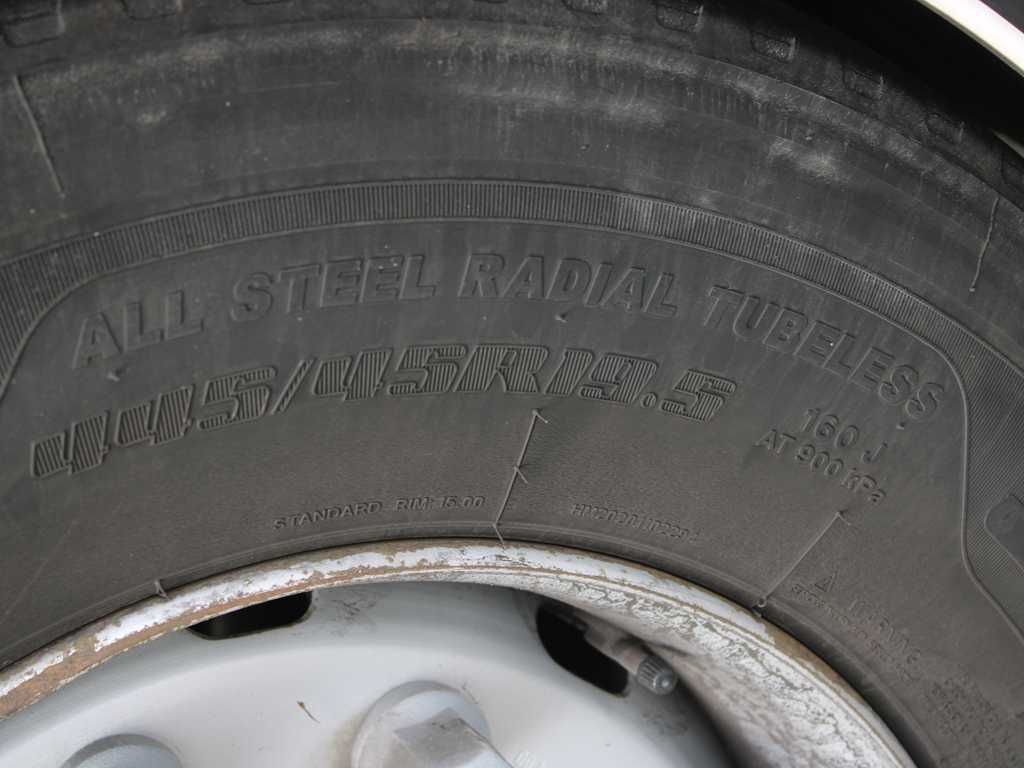 ALL STEEL RADIAL TUBELESS
445/45R19.5
160 J
AT 900 kPa
STANDARD RIM: 15.00